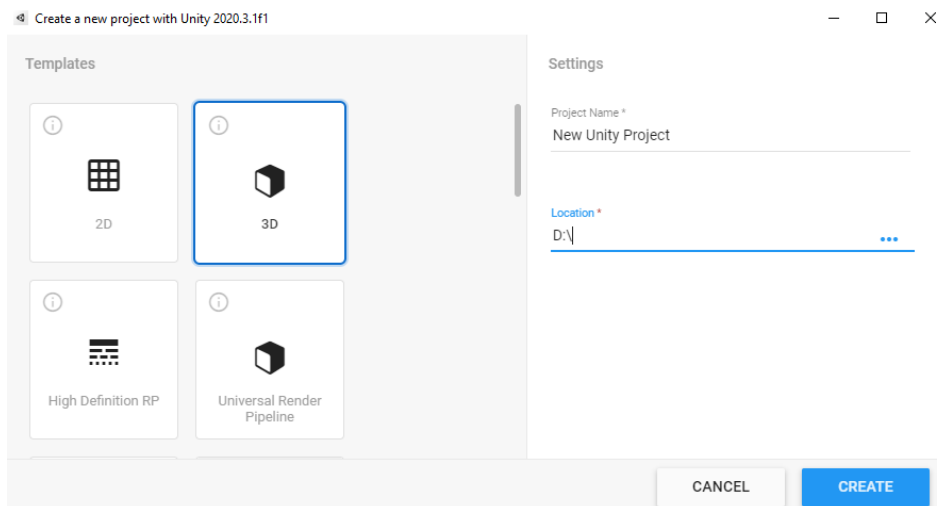 Create a new project with Unity 2020.3.1f1
Templates
2D
3D
High Definition RP
Universal Render
Pipeline
Settings
Project Name *
New Unity Project
Location *
D:\
CANCEL
CREATE